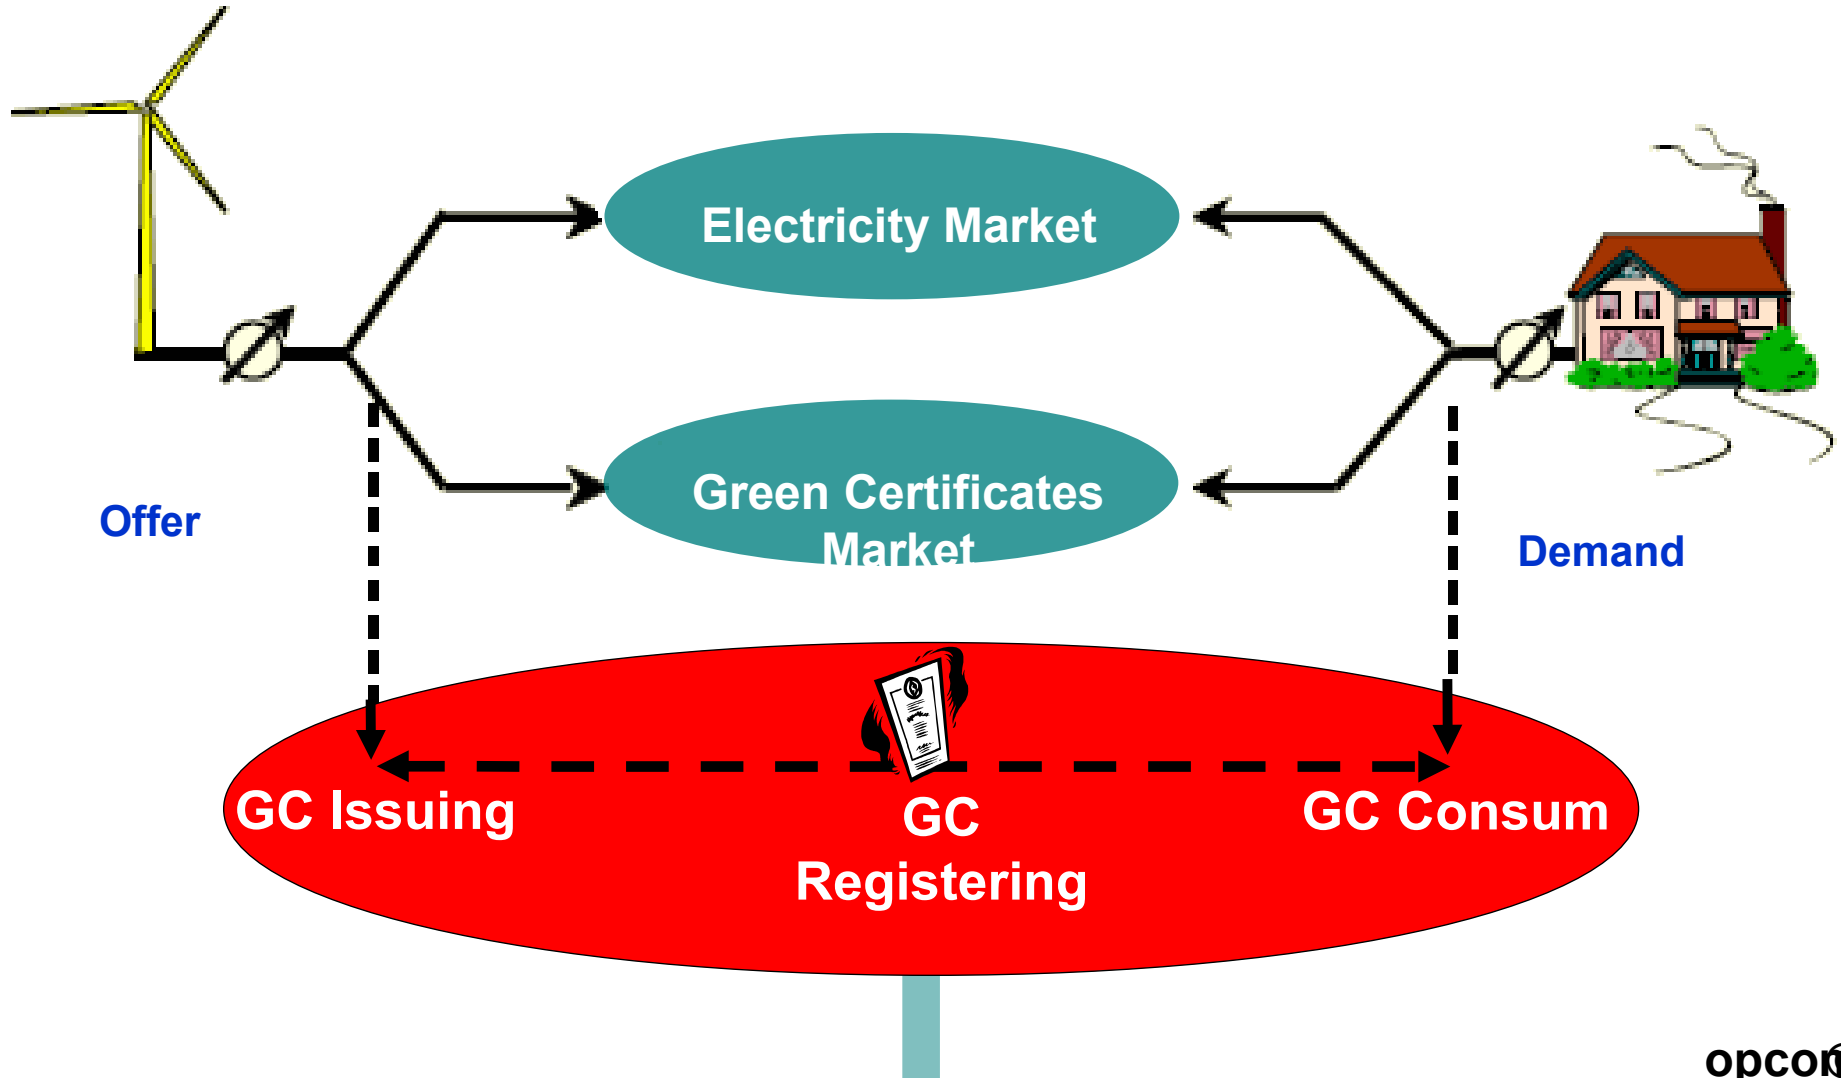 Electricity Market
Green Certificates
Market
Offer
Demand
GC Issuing
GC
Registering
GC Consum